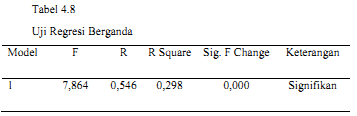 Tabel 4.8
Uji Regresi Berganda
Model F R R Square Sig. F Change Keterangan
1 7,864 0,546 0,298 0,000 Signifikan